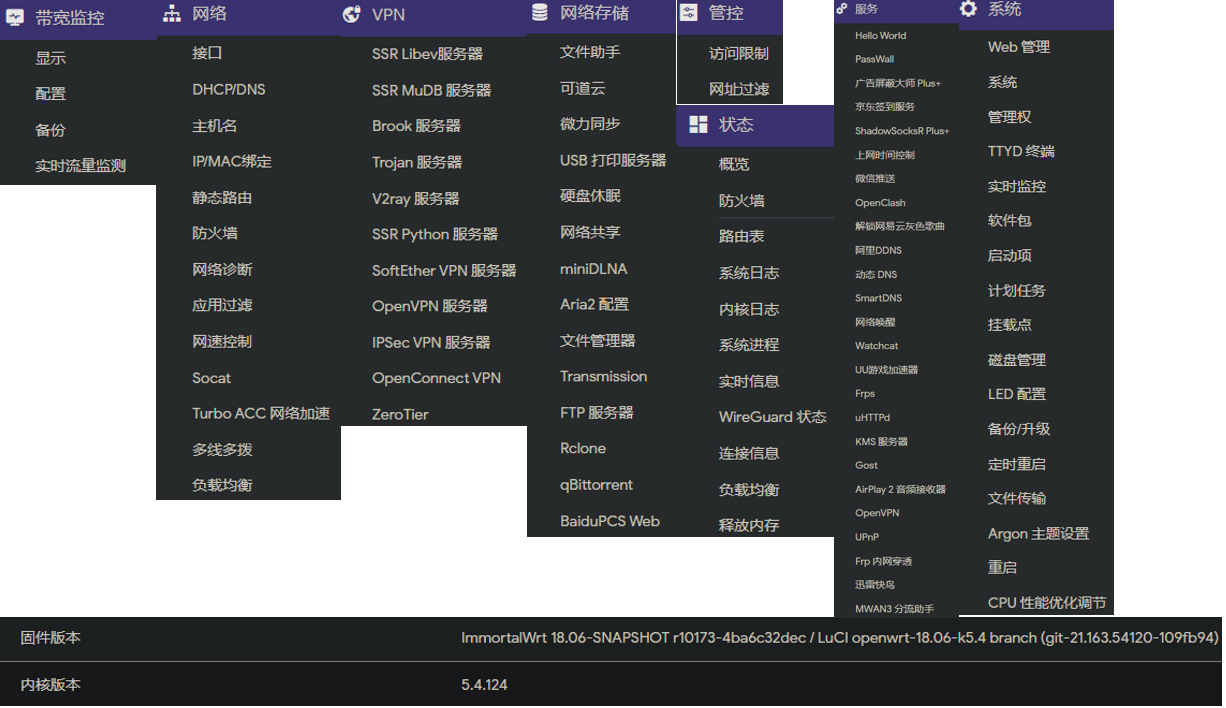 带宽监控
显示
配置
备份
实时流量监测
网络
接口
DHCP/DNS
主机名
IP/MAC绑定
静态路由
防火墙
网络诊断
应用过滤
网速控制
Socat
Turbo ACC 网络加速
多线多拨
负载均衡
VPN
SSR Libev服务器
SSR MuDB 服务器
Brook 服务器
Trojan 服务器
V2ray 服务器
SSR Python 服务器
SoftEther VPN 服务器
OpenVPN 服务器
IPSec VPN 服务器
OpenConnect VPN
ZeroTier
网络存储
文件助手
可道云
微力同步
USB 打印服务器
硬盘休眠
网络共享
miniDLNA
Aria2 配置
文件管理器
Transmission
FTP 服务器
Rclone
qBittorrent
BaiduPCS Web
管控
访问限制
网址过滤
状态
概览
防火墙
路由表
系统日志
内核日志
系统进程
实时信息
WireGuard 状态
连接信息
负载均衡
释放内存
服务
Hello World
PassWall
广告屏蔽大师 Plus+
京东签到服务
ShadowSocksR Plus+
上网时间控制
微信推送
OpenClash
解锁网易云灰色歌曲
阿里DDNS
动态 DNS
SmartDNS
网络唤醒
Watchcat
UU游戏加速器
Frps
uHTTPd
KMS 服务器
Gost
AirPlay 2 音频接收器
OpenVPN
UPnP
Frp 内网穿透
迅雷快鸟
MWAN3 分流助手
系统
Web 管理
系统
管理权
TTYD 终端
实时监控
软件包
启动项
计划任务
挂载点
磁盘管理
LED 配置
备份/升级
定时重启
文件传输
Argon 主题设置
重启
CPU 性能优化调节
固件版本 ImmortalWrt 18.06-SNAPSHOT r10173-4ba6c32dec / LuCI openwrt-18.06-k5.4 branch (git-21.163.54120-109fb94)
内核版本 5.4.124